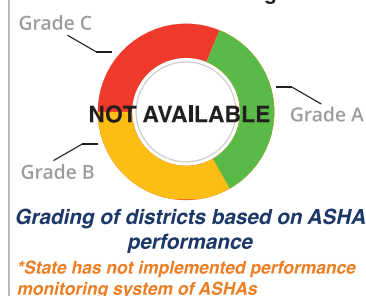 Grade C
NOT AVAILABLE
Grade A
Grade B
Grading of districts based on ASHA
performance
*State has not implemented performance
monitoring system of ASHAs